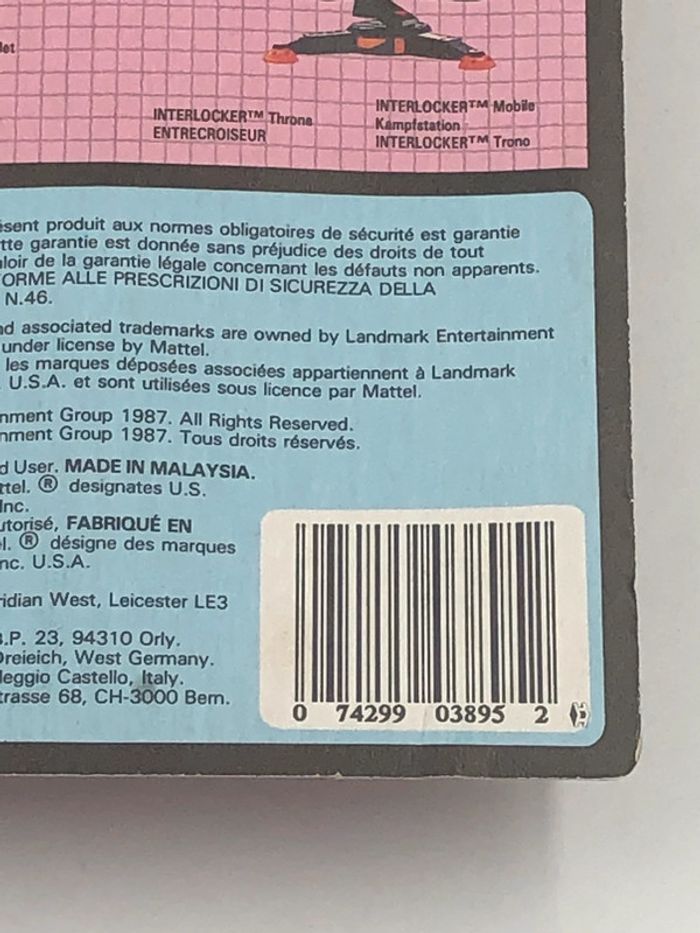 INTERLOCKER™ Throne
ENTRECROISEUR
INTERLOCKER™ Mobile
Kampfstation
INTERLOCKER™ Trono
produit aux normes obligatoires de sécurité est garantie
garantie est donnée sans préjudice des droits de tout
de la garantie légale concernant les défauts non apparents.
ORME ALLE PRESCRIZIONI DI SICUREZZA DELLA
N.46.
associated trademarks are owned by Landmark Entertainment
under license by Mattel.
les marques déposées associées appartiennent à Landmark
U.S.A. et sont utilisées sous licence par Mattel.
nment Group 1987. All Rights Reserved.
nment Group 1987. Tous droits réservés.
d User. MADE IN MALAYSIA.
ttel. ® designates U.S.
Inc.
utorisé, FABRIQUÉ EN
l. ® désigne des marques
nc. U.S.A.
ridian West, Leicester LE3
B.P. 23, 94310 Orly.
Dreieich, West Germany.
leggio Castello, Italy.
trasse 68, CH-3000 Bern.
0 74299 03895 2